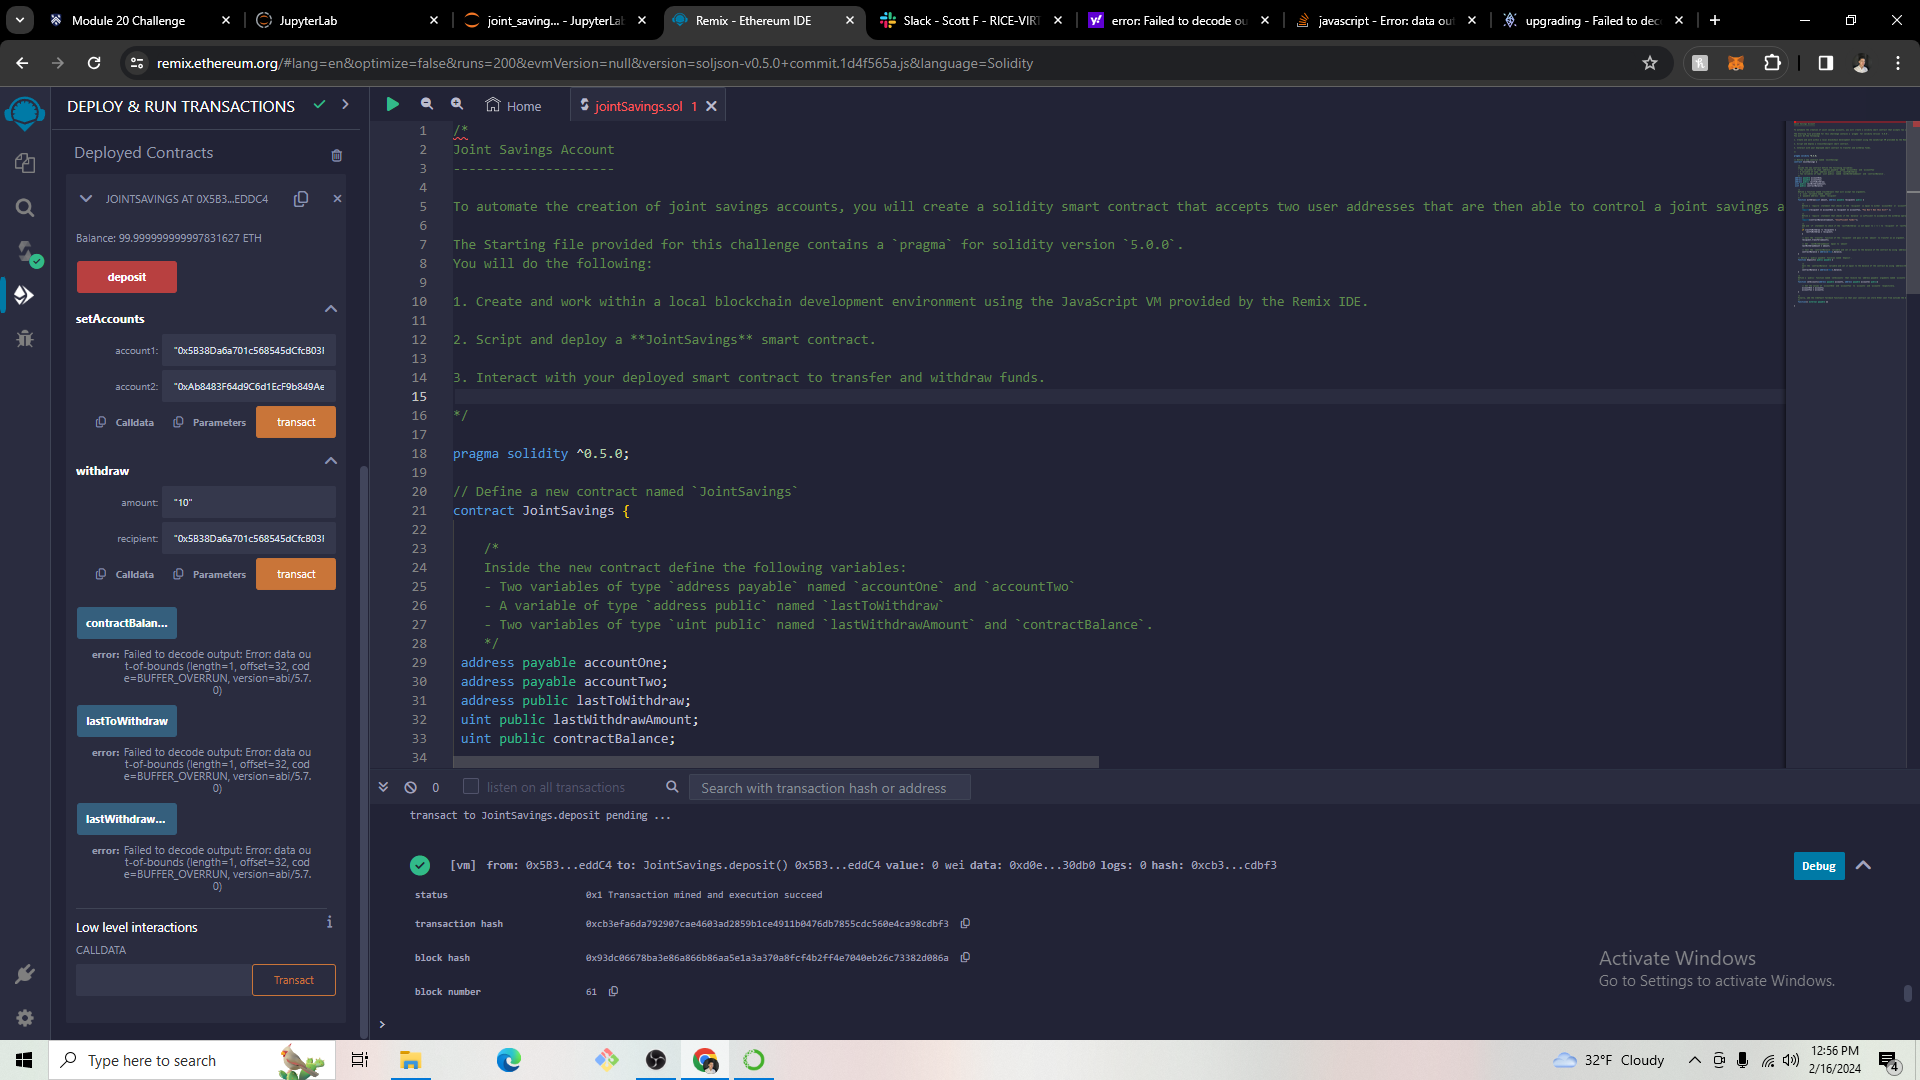 Module 20 Challenge
JupyterLab
joint_saving... - JupyterLab
Remix - Ethereum IDE
Slack - Scott F - RICE-VIRT
error: Failed to decode ou
javascript - Error: data out
upgrading - Failed to dec
remix.ethereum.org/#lang=en&optimize=false&runs=200&evmVersion=null&version=soljson-v0.5.0+commit.1d4f565a.js&language=Solidity
DEPLOY & RUN TRANSACTIONS
Deployed Contracts
JOINTSAVINGS AT 0X5B3...EDDC4
Balance: 99.999999999997831627 ETH
deposit
setAccounts
account1: "0x5B38Da6a701c568545dCfcB03
account2: "0xAb8483F64d9C6d1EcF9b849Ae
Calldata Parameters transact
withdraw
amount: "10"
recipient: "0x5B38Da6a701c568545dCfcB03
Calldata Parameters transact
contractBalan...
error: Failed to decode output: Error: data ou
t-of-bounds (length=1, offset=32, cod
e=BUFFER_OVERRUN, version=abi/5.7.
0)
lastToWithdraw
error: Failed to decode output: Error: data ou
t-of-bounds (length=1, offset=32, cod
e=BUFFER_OVERRUN, version=abi/5.7.
0)
lastWithdraw...
error: Failed to decode output: Error: data ou
t-of-bounds (length=1, offset=32, cod
e=BUFFER_OVERRUN, version=abi/5.7.
0)
Low level interactions
i
CALLDATA
Transact
Home
jointSavings.sol 1
1 /*
2 Joint Savings Account
3 ---------------------
4
5 To automate the creation of joint savings accounts, you will create a solidity smart contract that accepts two user addresses that are then able to control a joint savings a
6
7 The Starting file provided for this challenge contains a `pragma` for solidity version `5.0.0`.
8 You will do the following:
9
10 1. Create and work within a local blockchain development environment using the JavaScript VM provided by the Remix IDE.
11
12 2. Script and deploy a **JointSavings** smart contract.
13
14 3. Interact with your deployed smart contract to transfer and withdraw funds.
15
16 */
17
18 pragma solidity ^0.5.0;
19
20 // Define a new contract named `JointSavings`
21 contract JointSavings {
22
23 /*
24 Inside the new contract define the following variables:
25 - Two variables of type `address payable` named `accountOne` and `accountTwo`
26 - A variable of type `address public` named `lastToWithdraw`
27 - Two variables of type `uint public` named `lastWithdrawAmount` and `contractBalance`.
28 */
29 address payable accountOne;
30 address payable accountTwo;
31 address public lastToWithdraw;
32 uint public lastWithdrawAmount;
33 uint public contractBalance;
34
0 listen on all transactions Search with transaction hash or address
transact to JointSavings.deposit pending ...
[vm] from: 0x5B3...eddC4 to: JointSavings.deposit() 0x5B3...eddC4 value: 0 wei data: 0xd0e...30db0 logs: 0 hash: 0xcb3...cdbf3
Debug
status 0x1 Transaction mined and execution succeed
transaction hash 0xcb3efa6da792907cae4603ad2859b1ce4911b0476db7855cdc560e4ca98cdbf3
block hash 0x93dc06678ba3e86a866b86aa5e1a3a370a8fcf4b2ff4e7040eb26c73382d086a
block number 61
>
Activate Windows
Go to Settings to activate Windows.
Type here to search
32°F Cloudy
12:56 PM
2/16/2024
4